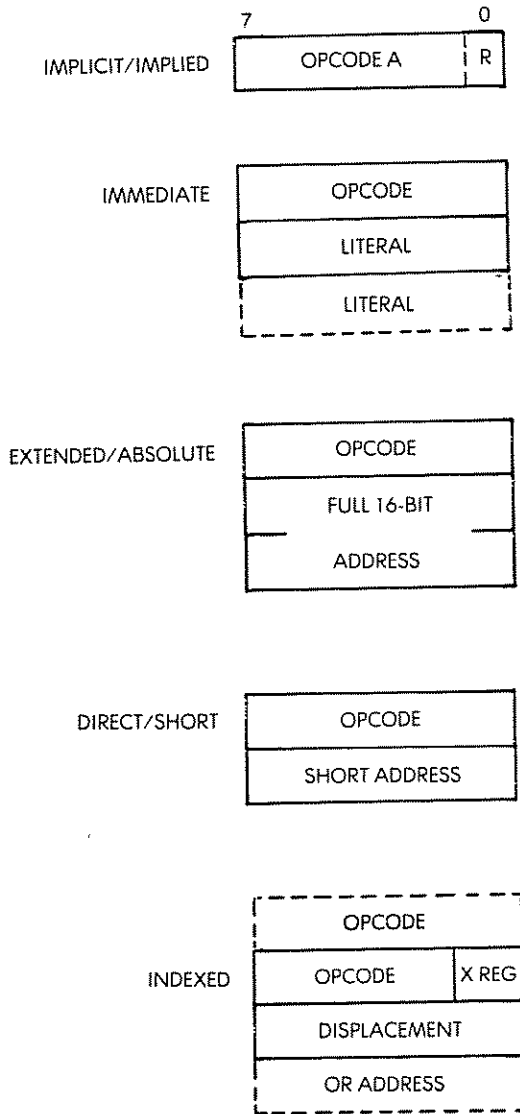 7 0
IMPLICIT/IMPLIED OPCODE A R
IMMEDIATE OPCODE
LITERAL
LITERAL
EXTENDED/ABSOLUTE OPCODE
FULL 16-BIT
ADDRESS
DIRECT/SHORT OPCODE
SHORT ADDRESS
OPCODE
INDEXED OPCODE X REG
DISPLACEMENT
OR ADDRESS